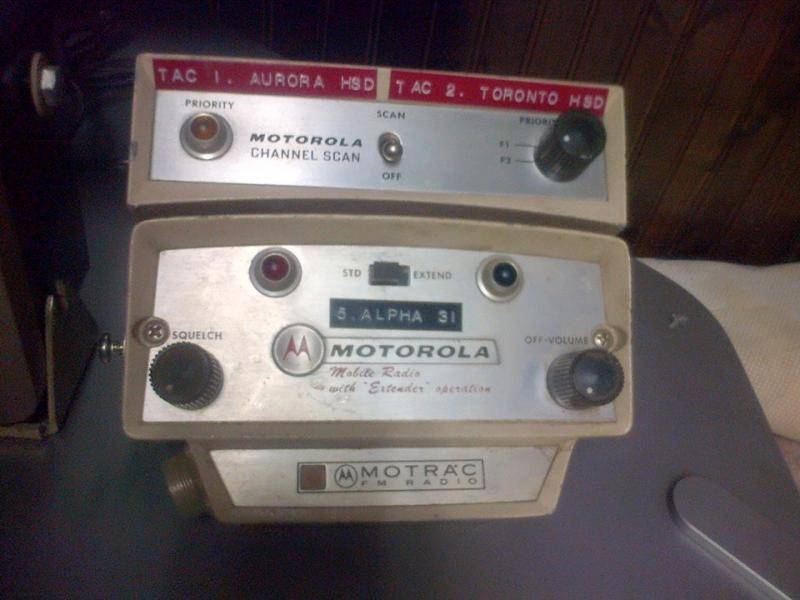 TAC 1. AURORA HSD TAC 2. TORONTO HSD
PRIORITY
SCAN
PRIORITY
MOTOROLA
CHANNEL SCAN
F1
F2
OFF
STD EXTEND
5. ALPHA 31
SQUELCH
OFF-VOLUME
MOTOROLA
Mobile Radio
with "Extender" operation
MOTRAC
FM RADIO